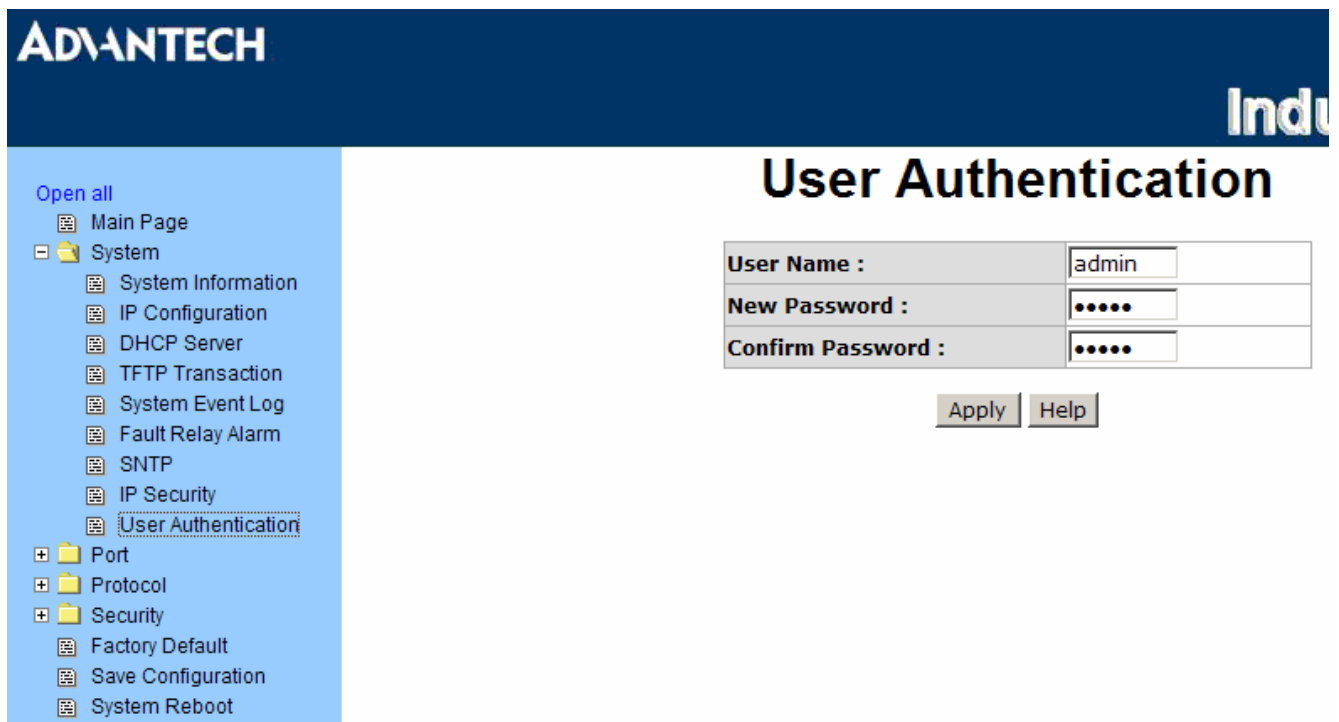 ADVANTECH
Indu
Open all
Main Page
System
System Information
IP Configuration
DHCP Server
TFTP Transaction
System Event Log
Fault Relay Alarm
SNTP
IP Security
User Authentication
Port
Protocol
Security
Factory Default
Save Configuration
System Reboot
User Authentication
User Name : admin
New Password : •••••
Confirm Password : •••••
Apply Help